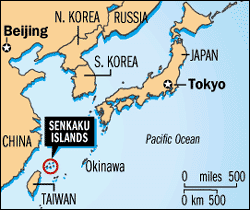 N. KOREA
RUSSIA
Beijing
S. KOREA
JAPAN
Tokyo
SENKAKU
ISLANDS
CHINA
Pacific Ocean
Okinawa
TAIWAN
0 miles 500
0 km 500